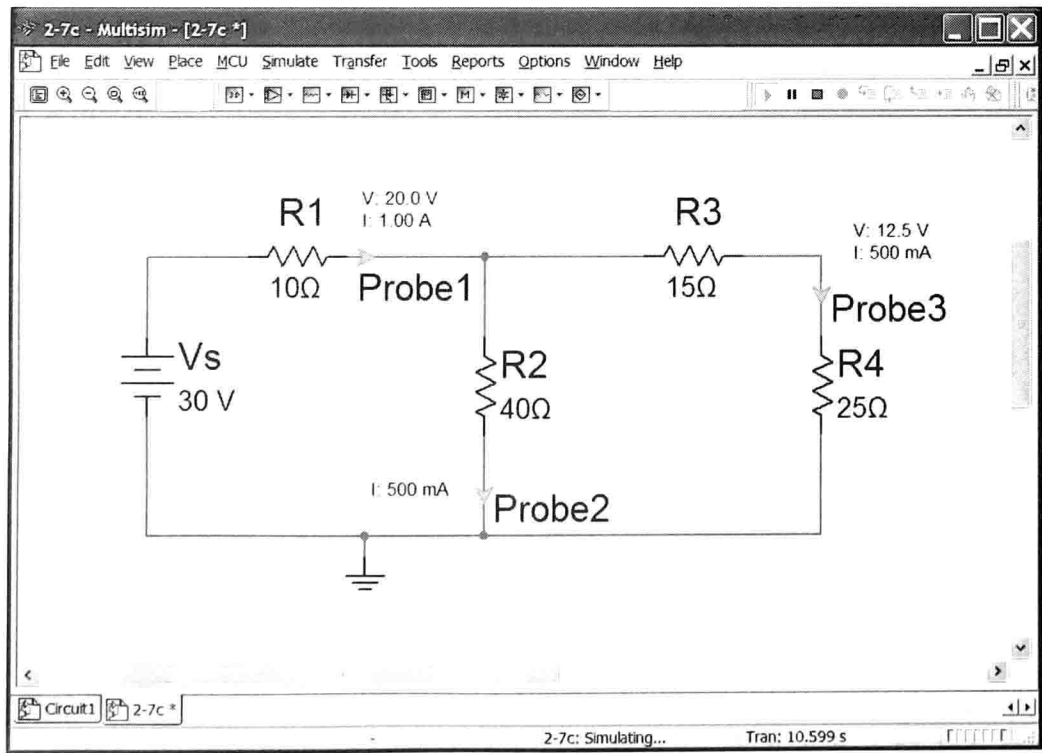 2-7c - Multisim - [2-7c *]
File Edit View Place MCU Simulate Transfer Tools Reports Options Window Help
V: 20.0 V
I: 1.00 A
R1
10Ω
Probe1
R3
15Ω
V: 12.5 V
I: 500 mA
Probe3
Vs
30 V
R2
40Ω
R4
25Ω
I: 500 mA
Probe2
Circuit1 2-7c *
2-7c: Simulating... Tran: 10.599 s